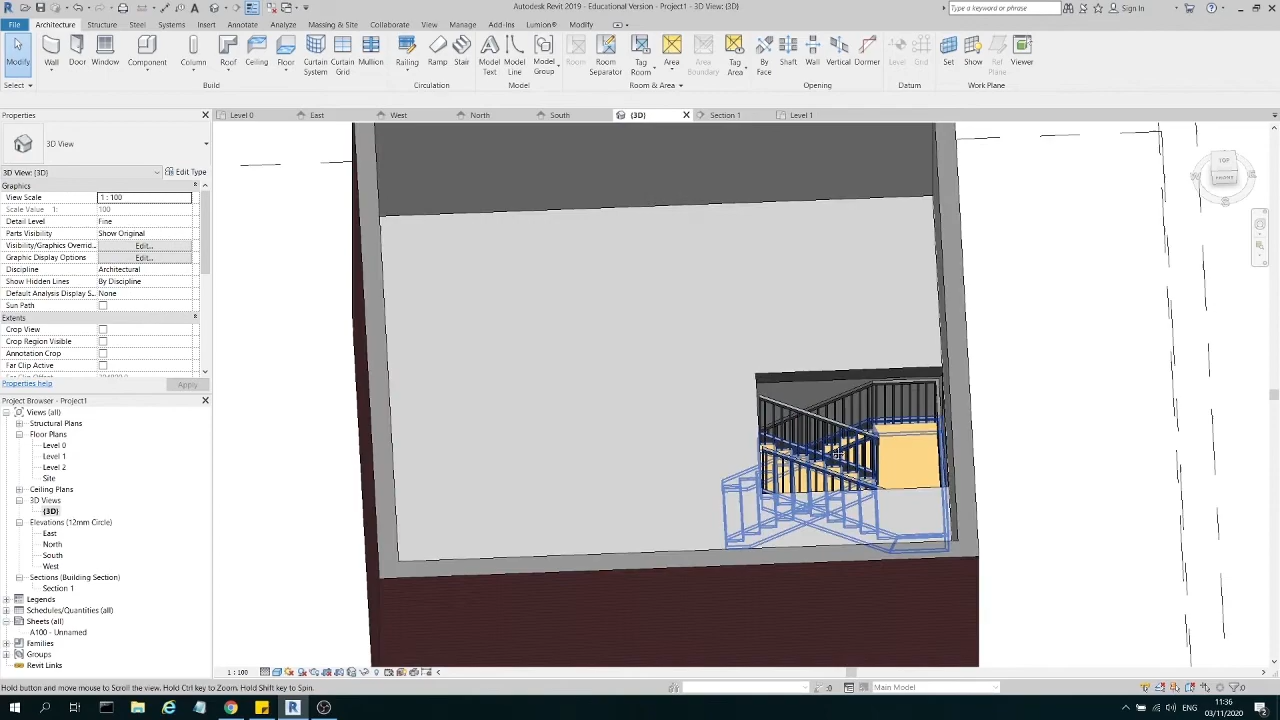 Autodesk Revit 2019 - Educational Version - Project1 - 3D View: {3D}
Type a keyword or phrase
Sign In
File Architecture Structure Steel Systems Insert Annotate Analyze Massing & Site Collaborate View Manage Add-Ins Lumion® Modify
Modify Wall Door Window Component Column Roof Ceiling Floor Curtain System Curtain Grid Mullion Railing Ramp Stair Model Text Model Line Model Group Room Room Separator Tag Room Area Area Boundary Tag Area By Face Shaft Wall Vertical Dormer Level Grid Set Show Ref Plane Viewer
Select Build Circulation Model Room & Area Opening Datum Work Plane
Properties
Level 0 East West North South {3D} Section 1 Level 1
3D View
3D View: {3D} Edit Type
Graphics
View Scale 1 : 100
Scale Value 1: 100
Detail Level Fine
Parts Visibility Show Original
Visibility/Graphics Overrid... Edit...
Graphic Display Options Edit...
Discipline Architectural
Show Hidden Lines By Discipline
Default Analysis Display S... None
Sun Path
Extents
Crop View
Crop Region Visible
Annotation Crop
Far Clip Active
Properties help Apply
Project Browser - Project1
Views (all)
Structural Plans
Floor Plans
Level 0
Level 1
Level 2
Site
Ceiling Plans
3D Views
{3D}
Elevations (12mm Circle)
East
North
South
West
Sections (Building Section)
Section 1
Legends
Schedules/Quantities (all)
Sheets (all)
A100 - Unnamed
Families
Groups
Revit Links
TOP
FRONT
1 : 100
Hold button and move mouse to Scroll the view. Hold Ctrl key to Zoom. Hold Shift key to Spin.
:0
Main Model
:0
ENG
11:36
03/11/2020
2